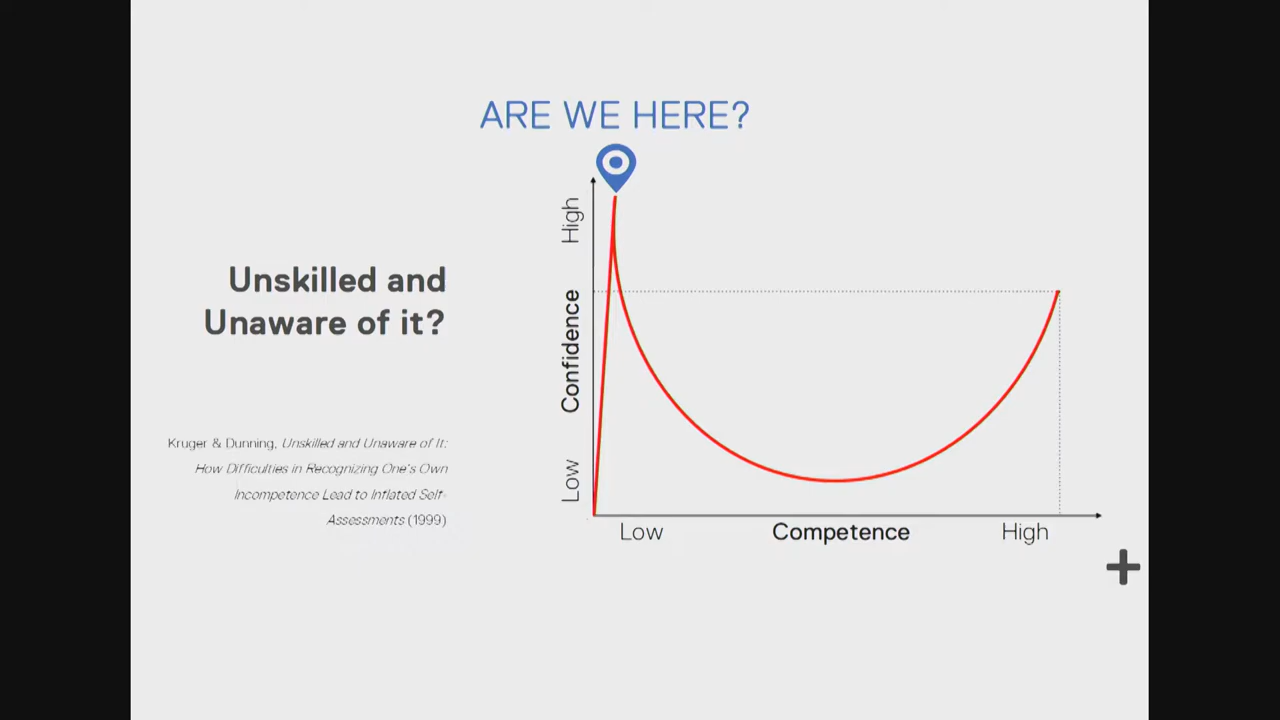 ARE WE HERE?
Unskilled and
Unaware of it?
Kruger & Dunning, Unskilled and Unaware of It:
How Difficulties in Recognizing One's Own
Incompetence Lead to Inflated Self-
Assessments (1999)
High
Confidence
Low
Low
Competence
High